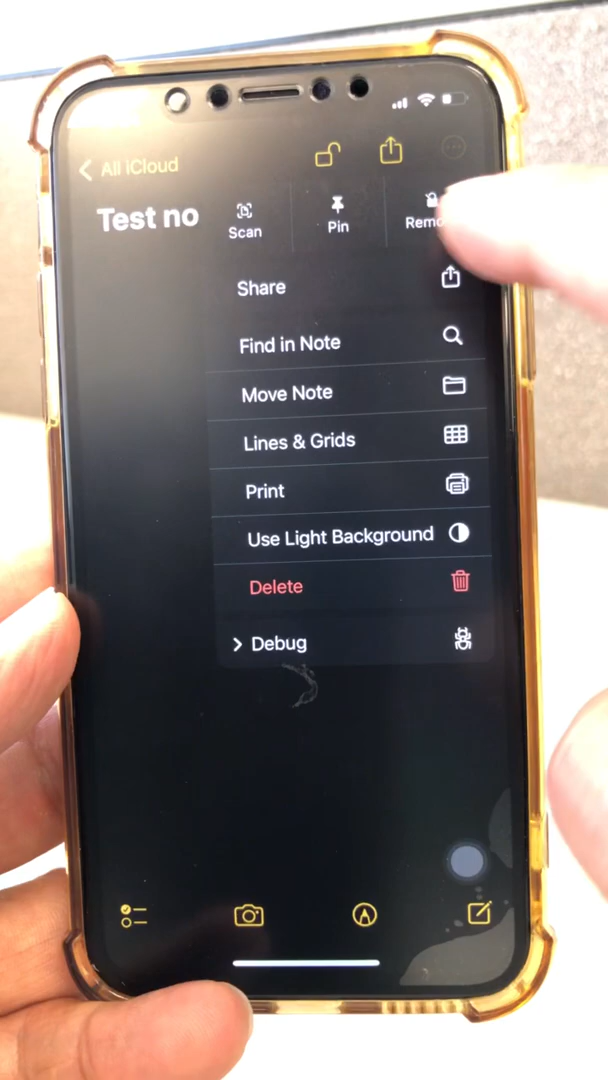 All iCloud
Test no
Scan
Pin
Share
Find in Note
Move Note
Lines & Grids
Print
Use Light Background
Delete
Debug